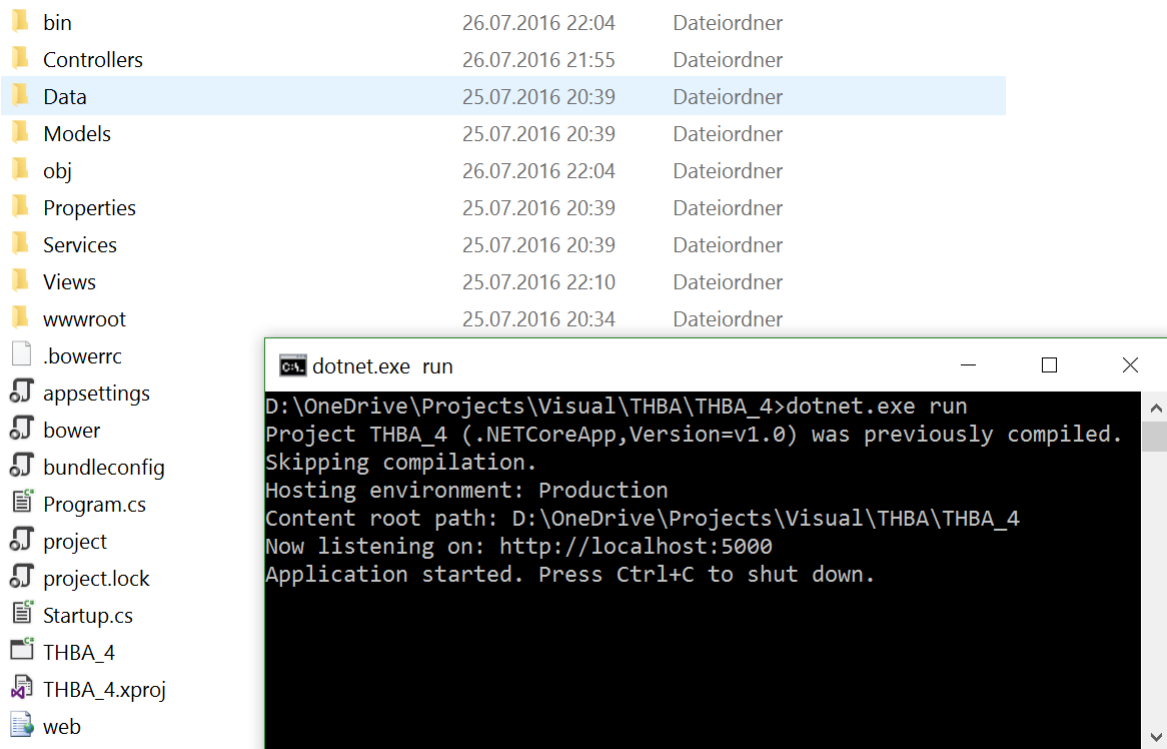 bin 26.07.2016 22:04 Dateiordner
Controllers 26.07.2016 21:55 Dateiordner
Data 25.07.2016 20:39 Dateiordner
Models 25.07.2016 20:39 Dateiordner
obj 26.07.2016 22:04 Dateiordner
Properties 25.07.2016 20:39 Dateiordner
Services 25.07.2016 20:39 Dateiordner
Views 25.07.2016 22:10 Dateiordner
wwwroot 25.07.2016 20:34 Dateiordner
.bowerrc
appsettings
bower
bundleconfig
Program.cs
project
project.lock
Startup.cs
THBA_4
THBA_4.xproj
web
C:\. dotnet.exe run
D:\OneDrive\Projects\Visual\THBA\THBA_4>dotnet.exe run
Project THBA_4 (.NETCoreApp,Version=v1.0) was previously compiled.
Skipping compilation.
Hosting environment: Production
Content root path: D:\OneDrive\Projects\Visual\THBA\THBA_4
Now listening on: http://localhost:5000
Application started. Press Ctrl+C to shut down.